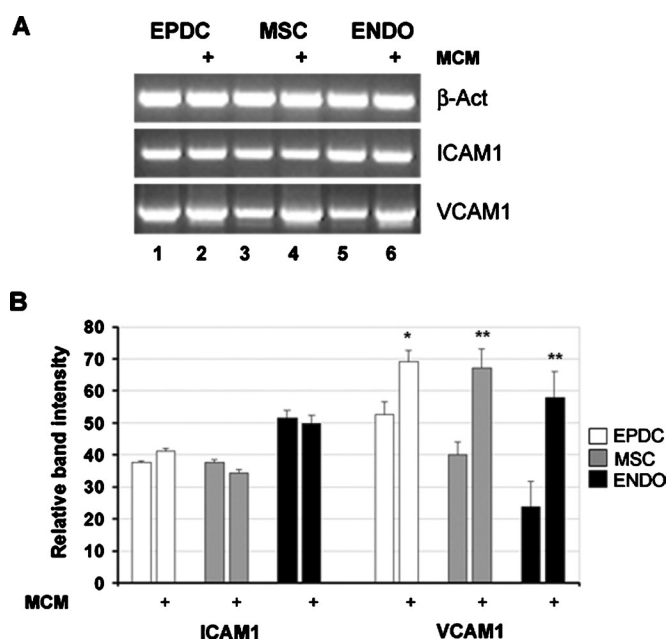 A
EPDC MSC ENDO
+ + + MCM
β-Act
ICAM1
VCAM1
1 2 3 4 5 6
B
Relative band intensity
80
70
60
50
40
30
20
10
0
* ** **
EPDC
MSC
ENDO
MCM + + + + + +
ICAM1 VCAM1